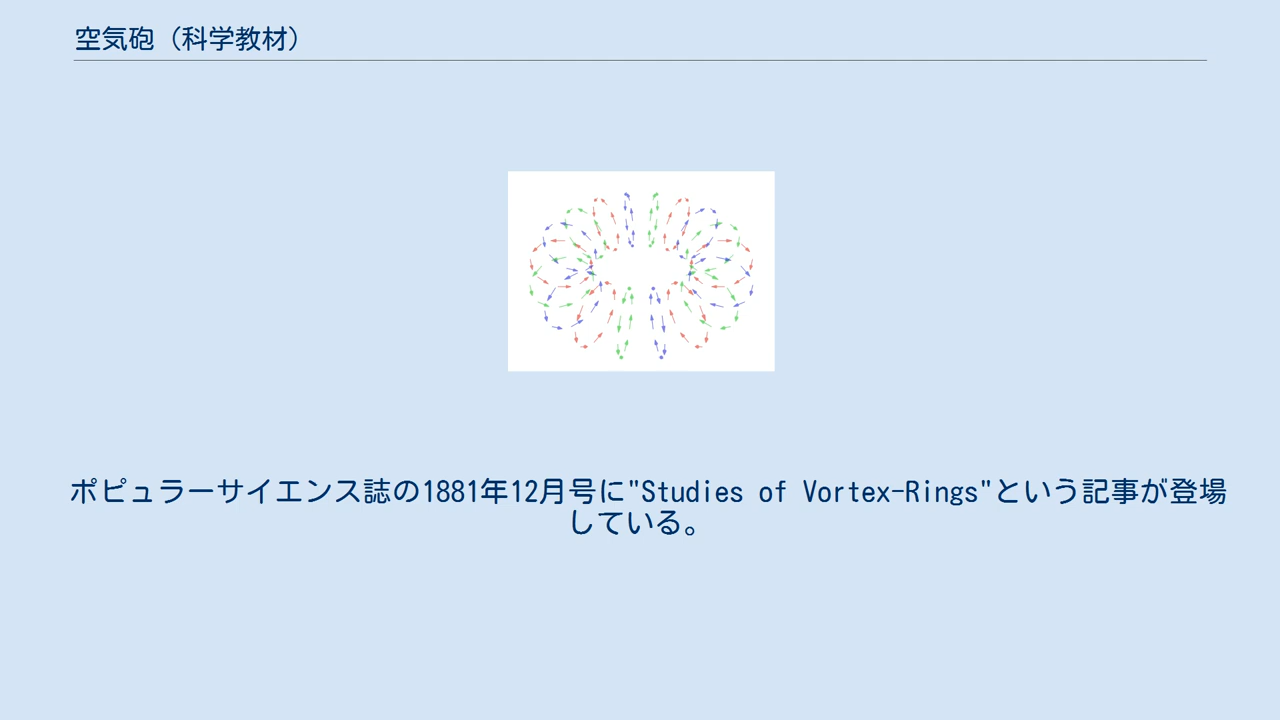 空気砲（科学教材）
ポピュラーサイエンス誌の1881年12月号に"Studies of Vortex-Rings"という記事が登場
している。